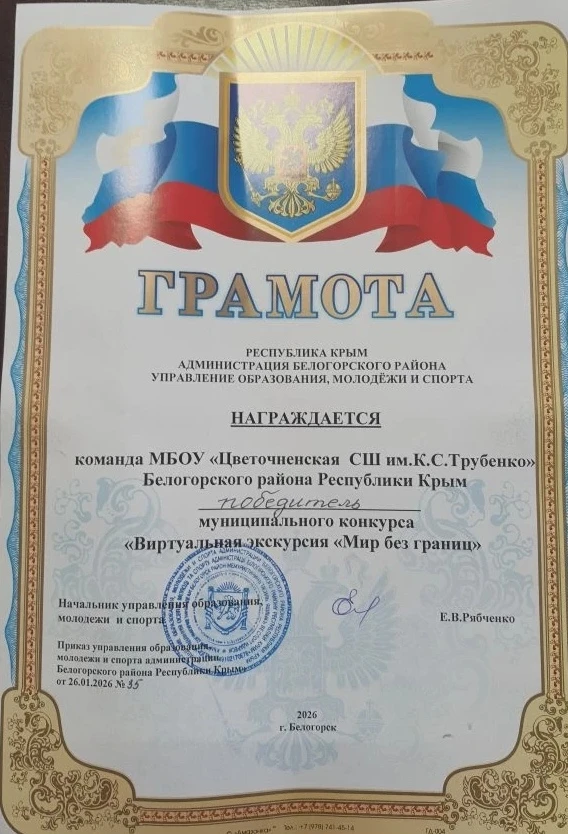 ГРАМОТА
РЕСПУБЛИКА КРЫМ
АДМИНИСТРАЦИЯ БЕЛОГОРСКОГО РАЙОНА
УПРАВЛЕНИЕ ОБРАЗОВАНИЯ, МОЛОДЁЖИ И СПОРТА
НАГРАЖДАЕТСЯ
команда МБОУ «Цветочненская СШ им.К.С.Трубенко»
Белогорского района Республики Крым
победитель
муниципального конкурса
«Виртуальная экскурсия «Мир без границ»
Начальник управления образования,
молодежи и спорта
Е.В.Рябченко
Приказ управления образования,
молодежи и спорта администрации
Белогорского района Республики Крым
от 26.01.2026 № 35
2026
г. Белогорск